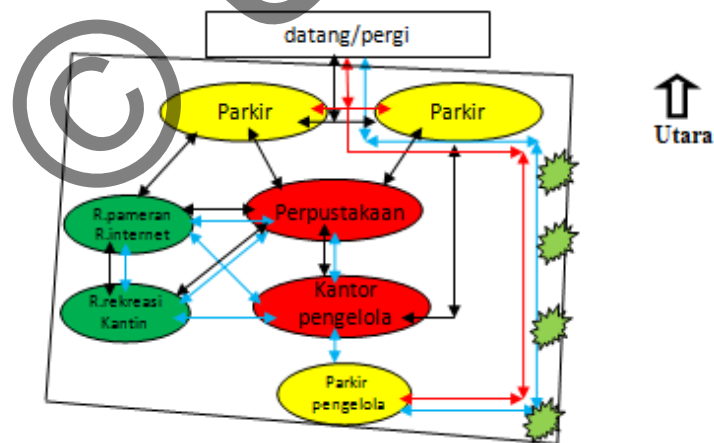 datang/pergi
Parkir
Parkir
Utara
R.pameran
R.internet
Perpustakaan
R.rekreasi
Kantin
Kantor
pengelola
Parkir
pengelola